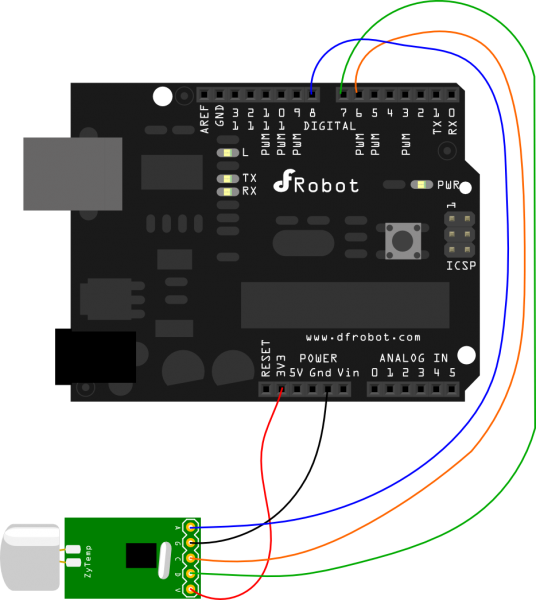 AREF
GND
13
12
PWM 11
PWM 10
PWM 9
8
7
PWM 6
PWM 5
4
PWM 3
2
TX 1
RX 0
DIGITAL
L
TX
RX
dfRobot
PWR
1
ICSP
www.dfrobot.com
POWER
ANALOG IN
RESET
3V3
5V Gnd Vin
0 1 2 3 4 5
ZyTemp
A
G
C
D
V